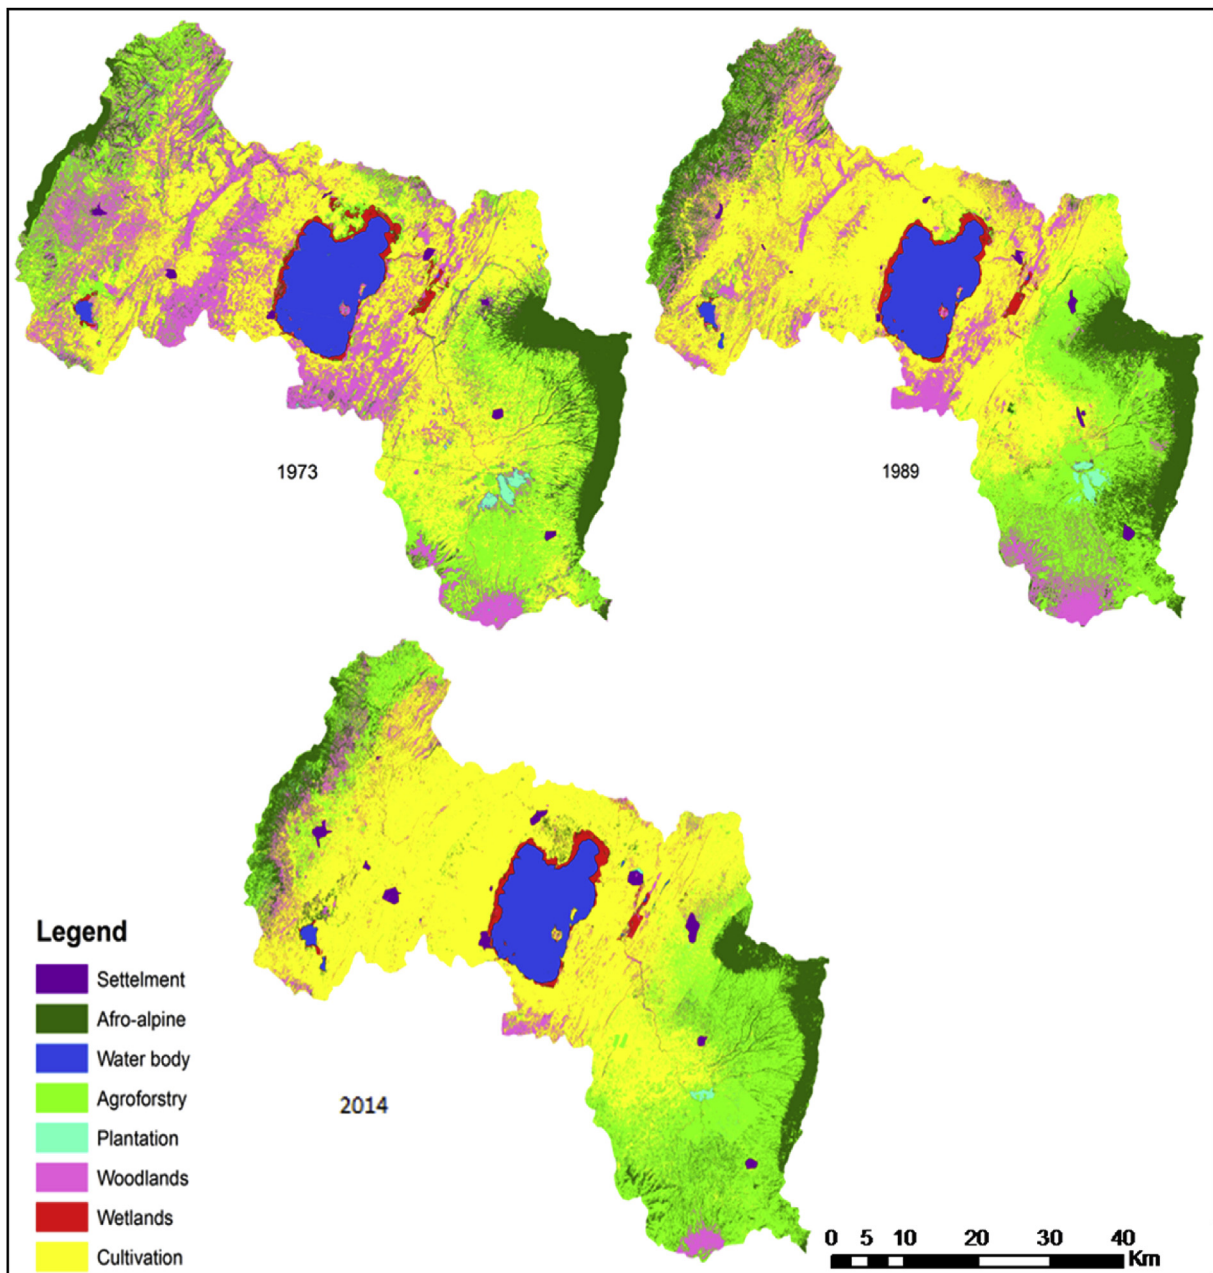 1973
1989
Legend
Settelment
Afro-alpine
Water body
Agroforstry
Plantation
Woodlands
Wetlands
Cultivation
2014
0 5 10 20 30 40
Km